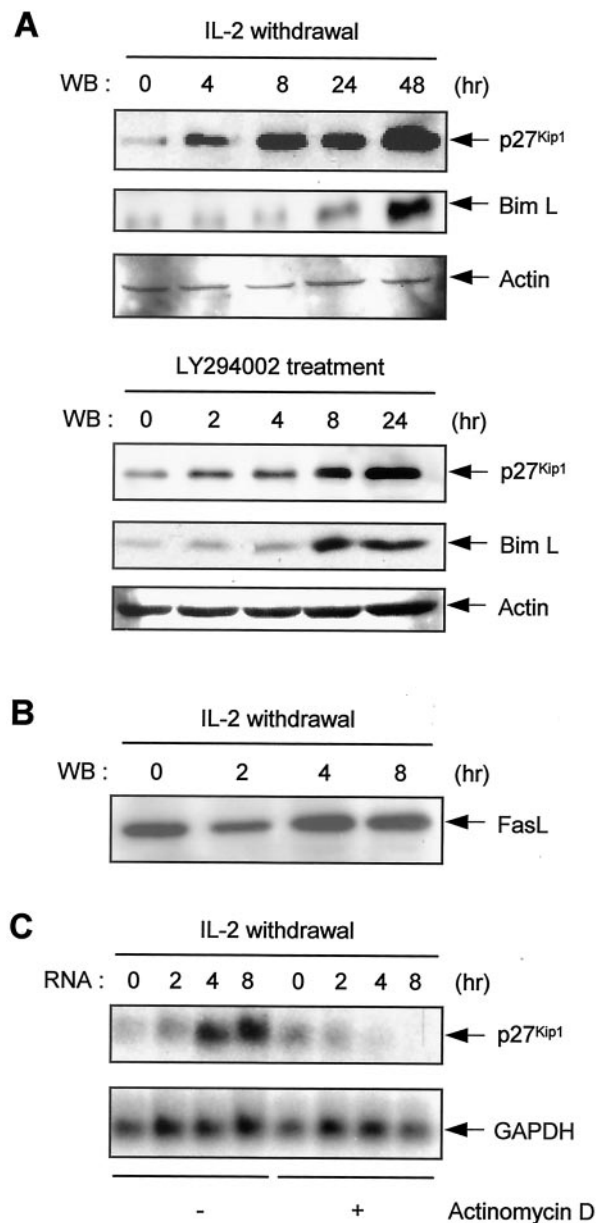 A
IL-2 withdrawal
WB : 0 4 8 24 48 (hr)
p27Kip1
Bim L
Actin
LY294002 treatment
WB : 0 2 4 8 24 (hr)
p27Kip1
Bim L
Actin
B
IL-2 withdrawal
WB : 0 2 4 8 (hr)
FasL
C
IL-2 withdrawal
RNA : 0 2 4 8 0 2 4 8 (hr)
p27Kip1
GAPDH
- + Actinomycin D